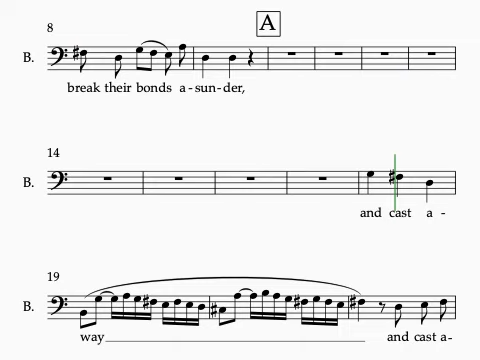 8
A
B.
break their bonds a - sun - der,
14
B.
and cast a -
19
B.
way and cast a-